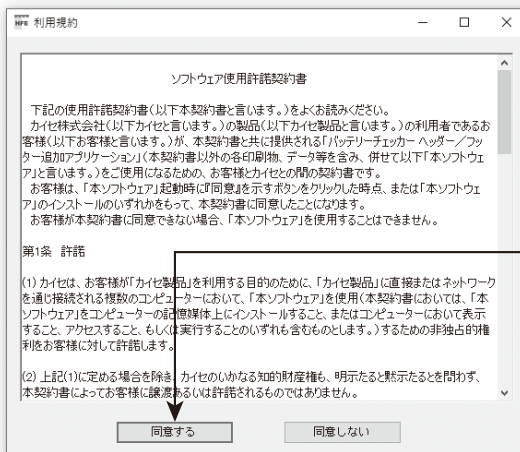 HFE 利用規約
ソフトウェア使用許諾契約書
下記の使用許諾契約書(以下本契約書と言います。)をよくお読みください。
カイセ株式会社(以下カイセと言います。)の製品(以下カイセ製品と言います。)の利用者であるお
客様(以下お客様と言います。)が、本契約書と共に提供される「バッテリーチェッカー ヘッダー/フッ
ター追加アプリケーション」(本契約書以外の各印刷物、データ等を含み、併せて以下「本ソフトウェ
ア」と言います。)をご使用になるための、お客様とカイセとの間の契約書です。
お客様は、「本ソフトウェア」起動時に『同意』を示すボタンをクリックした時点、または「本ソフトウェ
ア」のインストールのいずれかをもって、本契約書に同意したことになります。
お客様が本契約書に同意できない場合、「本ソフトウェア」を使用することはできません。
第1条 許諾
(1) カイセは、お客様が「カイセ製品」を利用する目的のために、「カイセ製品」に直接またはネットワーク
を通じ接続される複数のコンピューターにおいて、「本ソフトウェア」を使用(本契約書においては、「本
ソフトウェア」をコンピューターの記憶媒体上にインストールすること、またはコンピューターにおいて表示
すること、アクセスすること、もしくは実行することのいずれも含むものとします。)するための非独占的権
利をお客様に対して許諾します。
(2) 上記(1)に定める場合を除き、カイセのいかなる知的財産権も、明示たると黙示たるとを問わず、
本契約書によってお客様に譲渡あるいは許諾されるものではありません。
同意する
同意しない